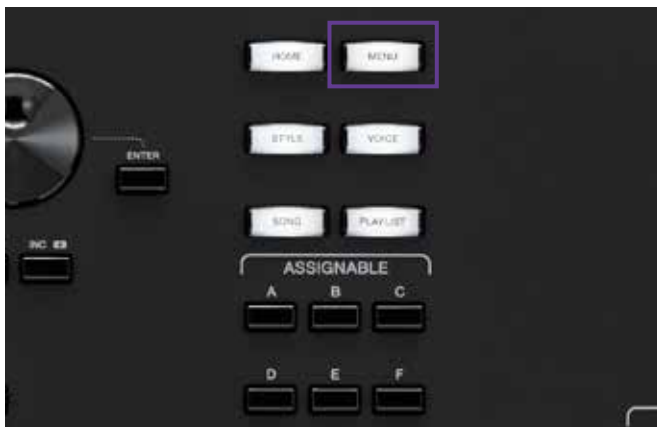 HOME MENU
STYLE VOICE
ENTER
SONG PLAYLIST
INC
ASSIGNABLE
A B C
D E F